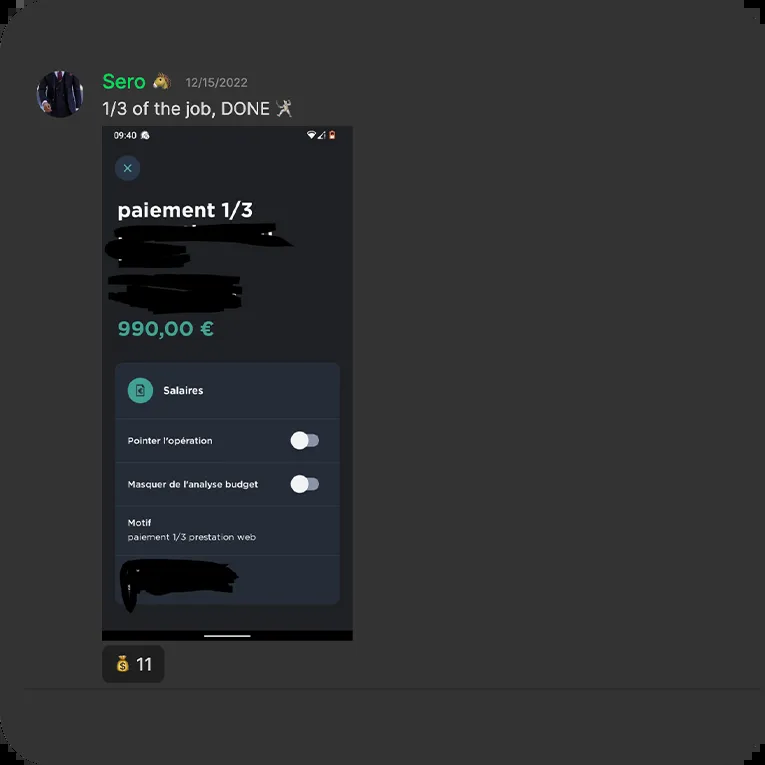 Sero 🐴 12/15/2022
1/3 of the job, DONE
09:40
paiement 1/3
990,00 €
Salaires
Pointer l'opération
Masquer de l'analyse budget
Motif
paiement 1/3 prestation web
💰 11